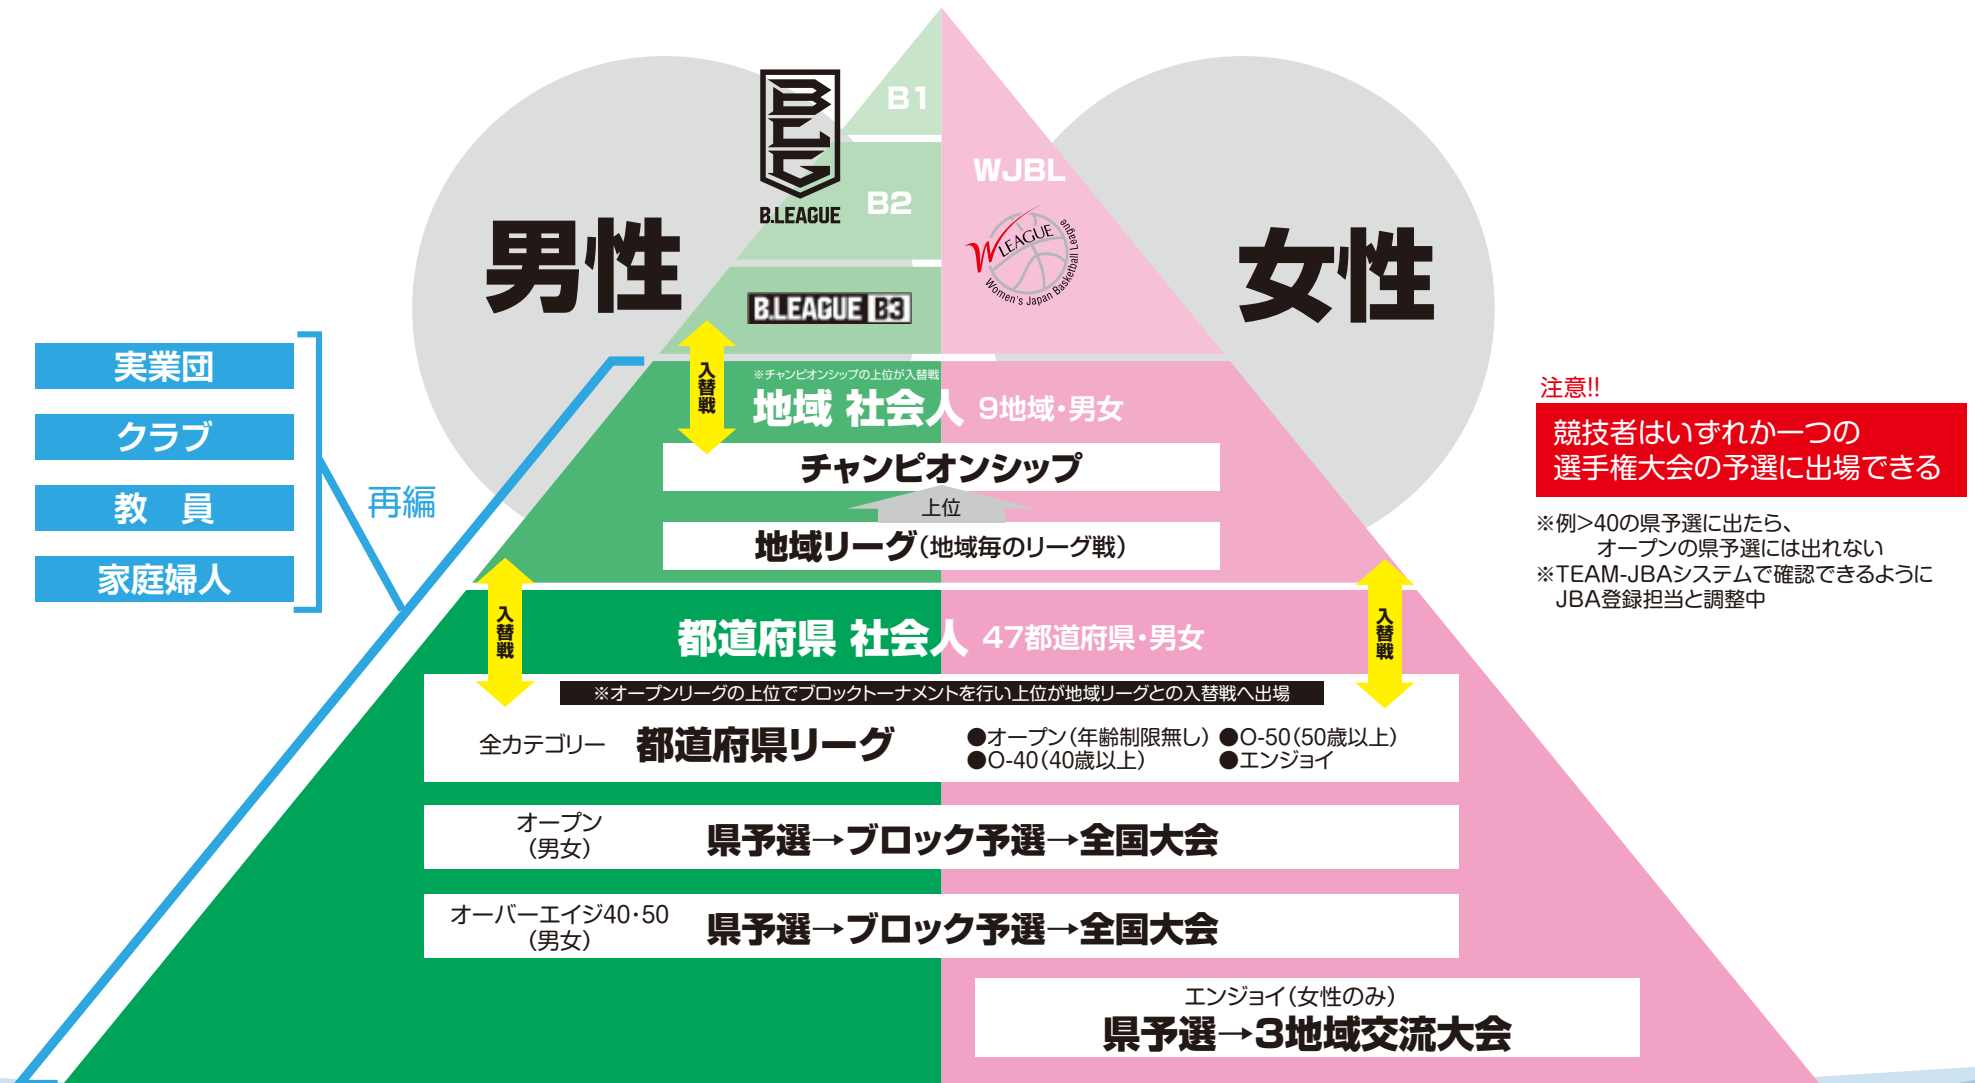 B1
B2
B.LEAGUE
B.LEAGUE B3
WJBL
W LEAGUE
Women's Japan Basketball League
男性
女性
実業団
クラブ
教　員
家庭婦人
再編
入替戦
※チャンピオンシップの上位が入替戦
地域 社会人 9地域・男女
チャンピオンシップ
上位
地域リーグ（地域毎のリーグ戦）
入替戦
入替戦
都道府県 社会人 47都道府県・男女
※オープンリーグの上位でブロックトーナメントを行い上位が地域リーグとの入替戦へ出場
全カテゴリー 都道府県リーグ
●オープン（年齢制限無し） ●O-50（50歳以上）
●O-40（40歳以上） ●エンジョイ
オープン
（男女）
県予選→ブロック予選→全国大会
オーバーエイジ40・50
（男女）
県予選→ブロック予選→全国大会
エンジョイ（女性のみ）
県予選→3地域交流大会
注意!!
競技者はいずれか一つの
選手権大会の予選に出場できる
※例>40の県予選に出たら、
オープンの県予選には出れない
※TEAM-JBAシステムで確認できるように
JBA登録担当と調整中